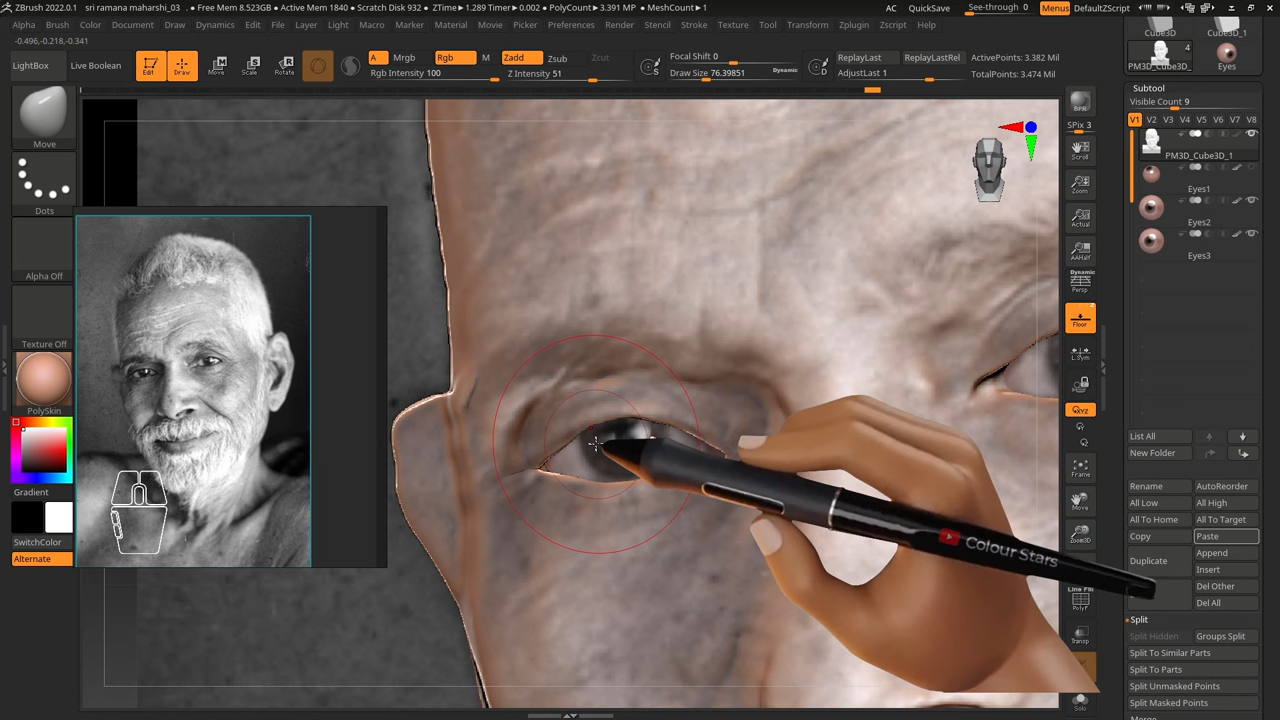 ZBrush 2022.0.1 sri ramana maharshi_03 • Free Mem 8.523GB • Active Mem 1840 • Scratch Disk 932 • ZTime▸1.289 Timer▸0.002 • PolyCount▸3.391 MP • MeshCount▸1 AC QuickSave See-through 0 Menus DefaultZScript
Alpha Brush Color Document Draw Dynamics Edit File Layer Light Macro Marker Material Movie Picker Preferences Render Stencil Stroke Texture Tool Transform Zplugin Zscript Help
-0.496,-0.218,-0.341
LightBox
Live Boolean
Edit
Draw
Move
Scale
Rotate
A
Mrgb
Rgb
M
Rgb Intensity 100
Zadd
Zsub
Zcut
Z Intensity 51
S
Focal Shift 0
Draw Size 76.39851
Dynamic
D
ReplayLast
ReplayLastRel
AdjustLast 1
ActivePoints: 3.382 Mil
TotalPoints: 3.474 Mil
Move
Dots
Alpha Off
Texture Off
PolySkin
Gradient
SwitchColor
Alternate
Colour Stars
BPR
SPix 3
Scroll
Zoom
Actual
AAHalf
Dynamic
Persp
Floor
L.Sym
XYZ
Y
Z
Frame
Move
Zoom3D
Line Fill
PolyF
Transp
Solo
Cube3D
Cube3D_1
4
PM3D_Cube3D_
Eyes
Subtool
Visible Count 9
V1 V2 V3 V4 V5 V6 V7 V8
PM3D_Cube3D_1
Eyes1
Eyes2
Eyes3
List All
New Folder
Rename
AutoReorder
All Low
All High
All To Home
All To Target
Copy
Paste
Duplicate
Append
Insert
Del Other
Del All
Split
Split Hidden
Groups Split
Split To Similar Parts
Split To Parts
Split Unmasked Points
Split Masked Points
Merge